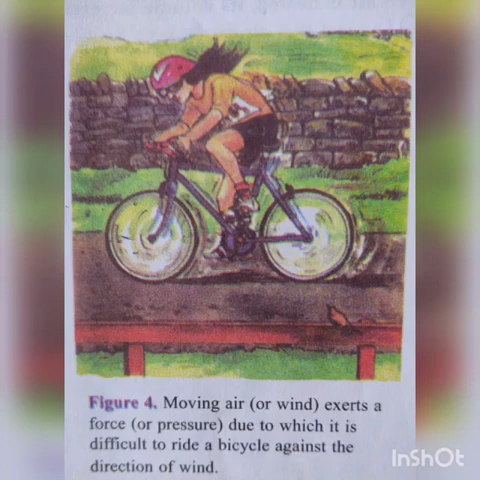 Figure 4. Moving air (or wind) exerts a
force (or pressure) due to which it is
difficult to ride a bicycle against the
direction of wind.
InShOt